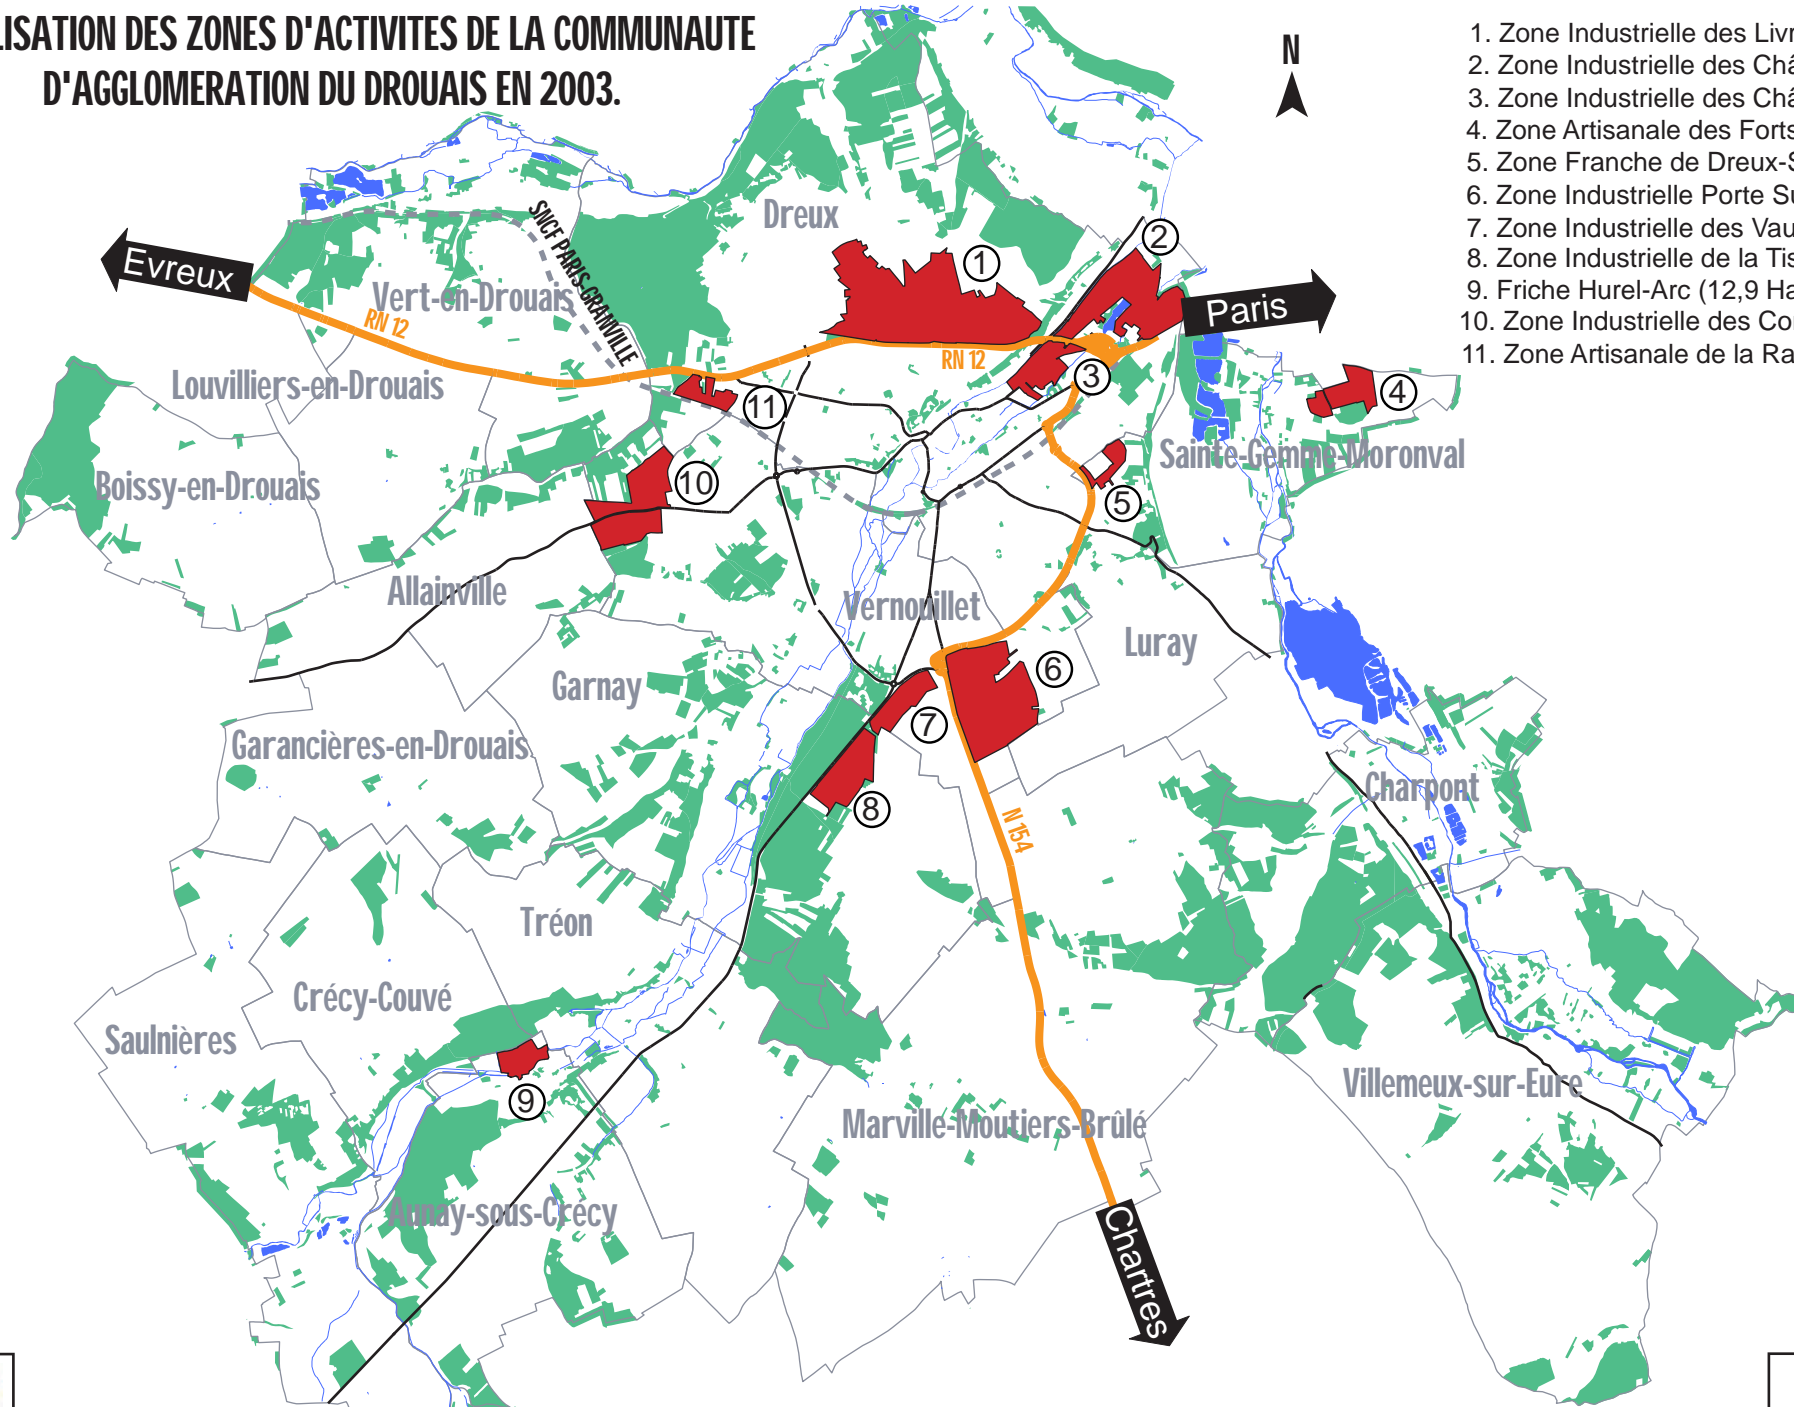 LISATION DES ZONES D'ACTIVITES DE LA COMMUNAUTE
D'AGGLOMERATION DU DROUAIS EN 2003.
N
1. Zone Industrielle des Livr
2. Zone Industrielle des Châ
3. Zone Industrielle des Châ
4. Zone Artisanale des Forts
5. Zone Franche de Dreux-S
6. Zone Industrielle Porte Su
7. Zone Industrielle des Vau
8. Zone Industrielle de la Tis
9. Friche Hurel-Arc (12,9 Ha
10. Zone Industrielle des Co
11. Zone Artisanale de la Ra
Dreux
SNCF PARIS-GRANVILLE
Evreux
Vert-en-Drouais
RN 12
1
2
Paris
RN 12
3
4
Louvilliers-en-Drouais
11
Sainte-Gemme-Moronval
Boissy-en-Drouais
10
5
Allainville
Vernouillet
Luray
6
Garnay
7
Garancières-en-Drouais
8
Charpont
N 154
Tréon
Crécy-Couvé
Saulnières
9
Villemeux-sur-Eure
Marville-Moutiers-Brûlé
Aunay-sous-Crécy
Chartres